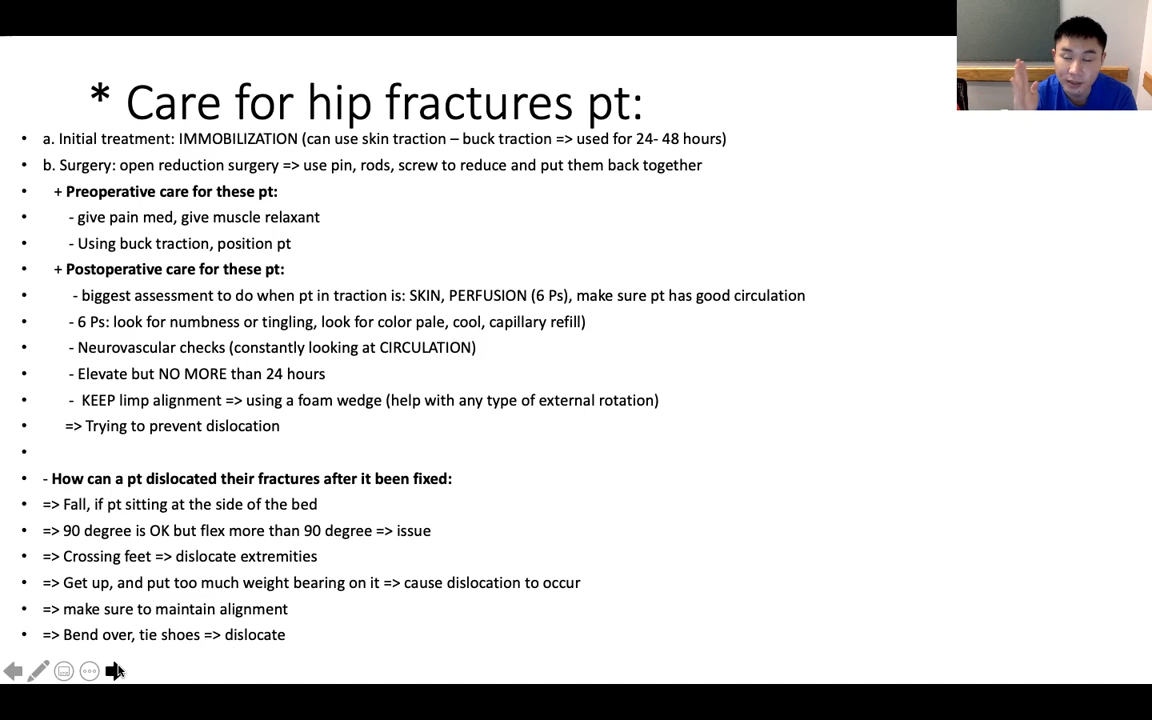 * Care for hip fractures pt:
• a. Initial treatment: IMMOBILIZATION (can use skin traction – buck traction => used for 24- 48 hours)
• b. Surgery: open reduction surgery => use pin, rods, screw to reduce and put them back together
• + Preoperative care for these pt:
• - give pain med, give muscle relaxant
• - Using buck traction, position pt
• + Postoperative care for these pt:
• - biggest assessment to do when pt in traction is: SKIN, PERFUSION (6 Ps), make sure pt has good circulation
• - 6 Ps: look for numbness or tingling, look for color pale, cool, capillary refill)
• - Neurovascular checks (constantly looking at CIRCULATION)
• - Elevate but NO MORE than 24 hours
• - KEEP limp alignment => using a foam wedge (help with any type of external rotation)
• => Trying to prevent dislocation
•
• - How can a pt dislocated their fractures after it been fixed:
• => Fall, if pt sitting at the side of the bed
• => 90 degree is OK but flex more than 90 degree => issue
• => Crossing feet => dislocate extremities
• => Get up, and put too much weight bearing on it => cause dislocation to occur
• => make sure to maintain alignment
• => Bend over, tie shoes => dislocate